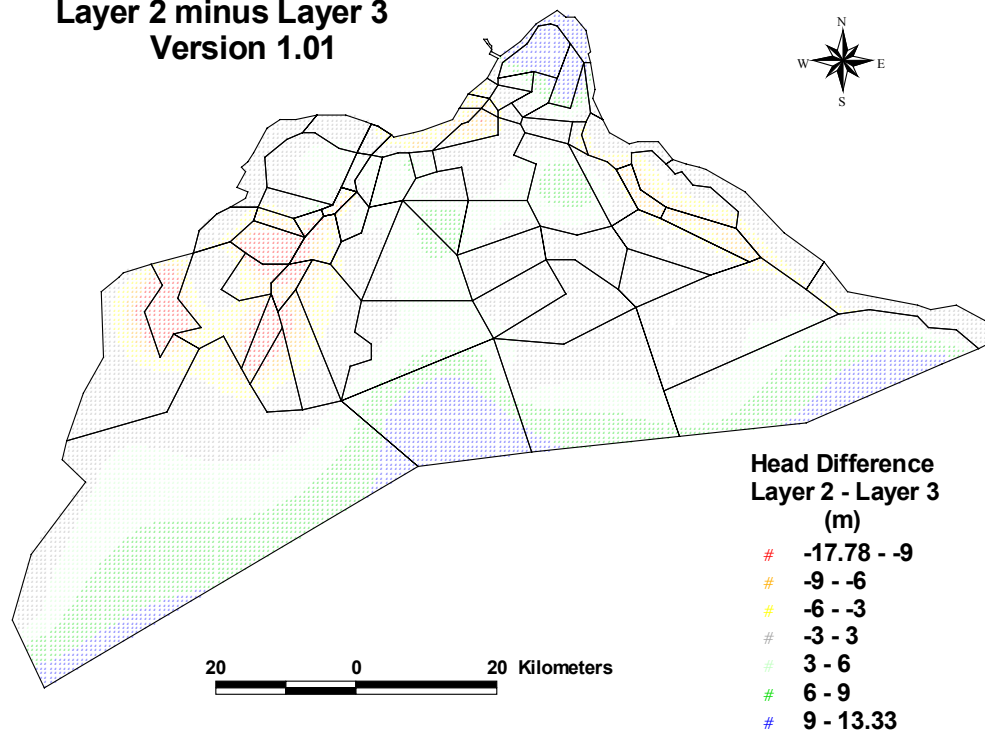 Layer 2 minus Layer 3
Version 1.01
N
W E
S
Head Difference
Layer 2 - Layer 3
(m)
# -17.78 - -9
# -9 - -6
# -6 - -3
# -3 - 3
# 3 - 6
# 6 - 9
# 9 - 13.33
20 0 20 Kilometers